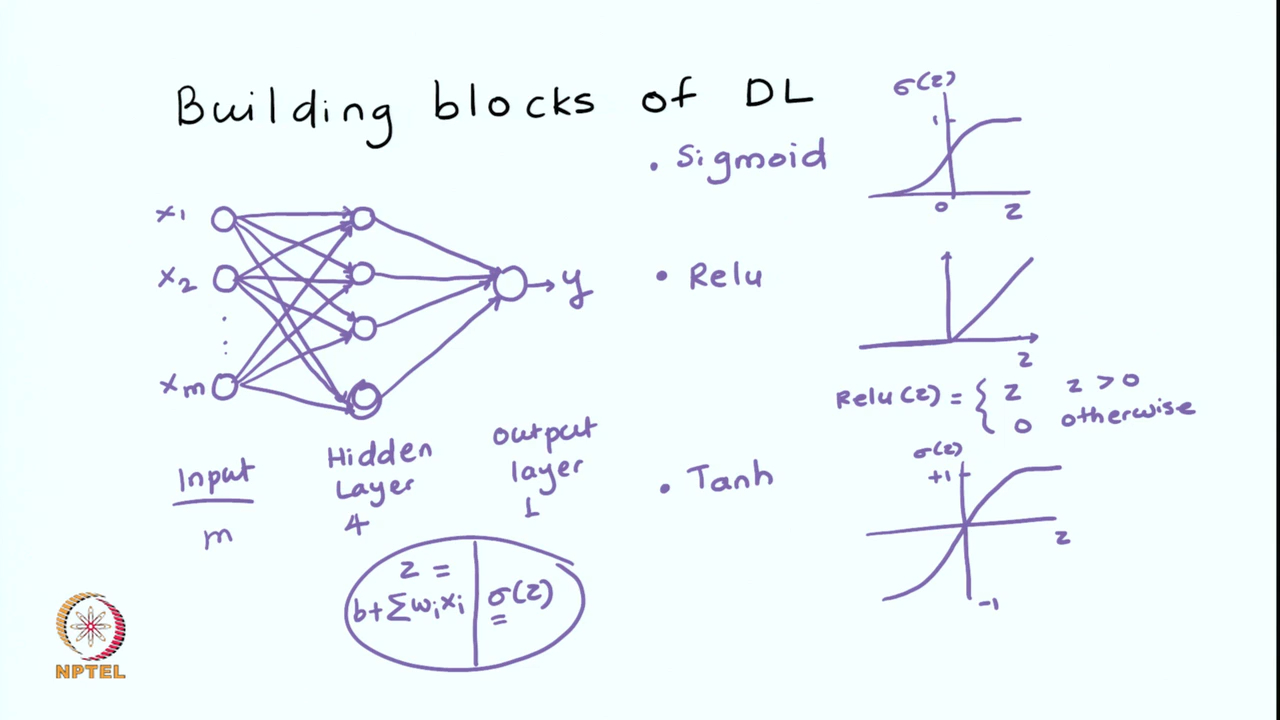 Building blocks of DL
x1
x2
xm
y
Input
m
Hidden
Layer
4
output
layer
1
z =
b+∑wixi
σ(z)
• Sigmoid
σ(z)
1
0
z
• Relu
z
Relu(z) = { z z > 0
0 otherwise
• Tanh
σ(z)
+1
z
-1
NPTEL